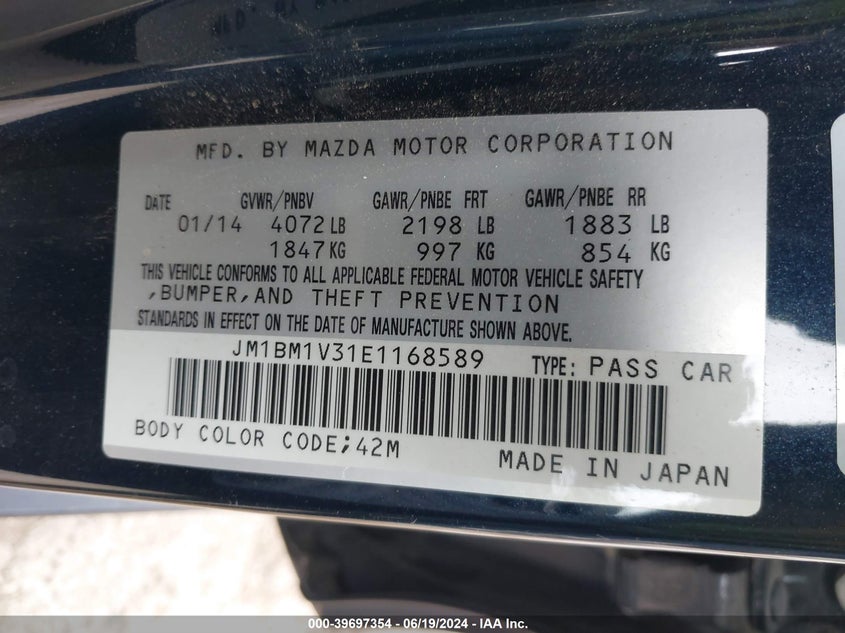 MFD. BY MAZDA MOTOR CORPORATION
DATE GVWR/PNBV GAWR/PNBE FRT GAWR/PNBE RR
01/14 4072 LB 2198 LB 1883 LB
1847 KG 997 KG 854 KG
THIS VEHICLE CONFORMS TO ALL APPLICABLE FEDERAL MOTOR VEHICLE SAFETY
,BUMPER,AND THEFT PREVENTION
STANDARDS IN EFFECT ON THE DATE OF MANUFACTURE SHOWN ABOVE.
JM1BM1V31E1168589 TYPE: PASS CAR
BODY COLOR CODE;42M
MADE IN JAPAN
000-39697354 - 06/19/2024 - IAAI.com